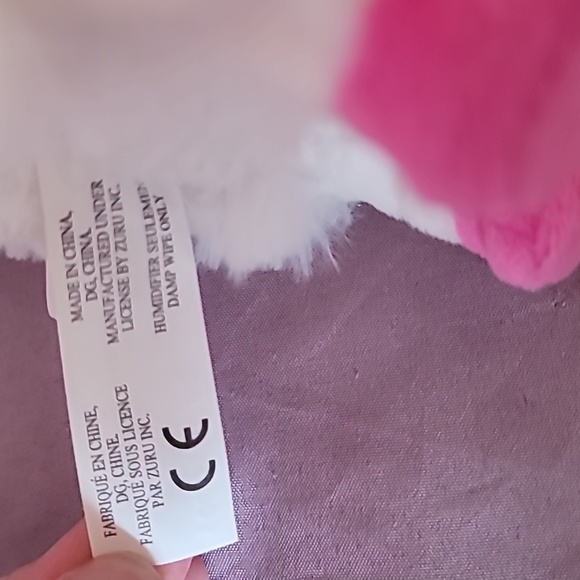 FABRIQUÉ EN CHINE,
DG, CHINE
FABRIQUÉ SOUS LICENCE
PAR ZURU INC.
CE
MADE IN CHINA,
DG, CHINA
MANUFACTURED UNDER
LICENSE BY ZURU INC.
HUMIDIFIER SEULEMEN
DAMP WIPE ONLY